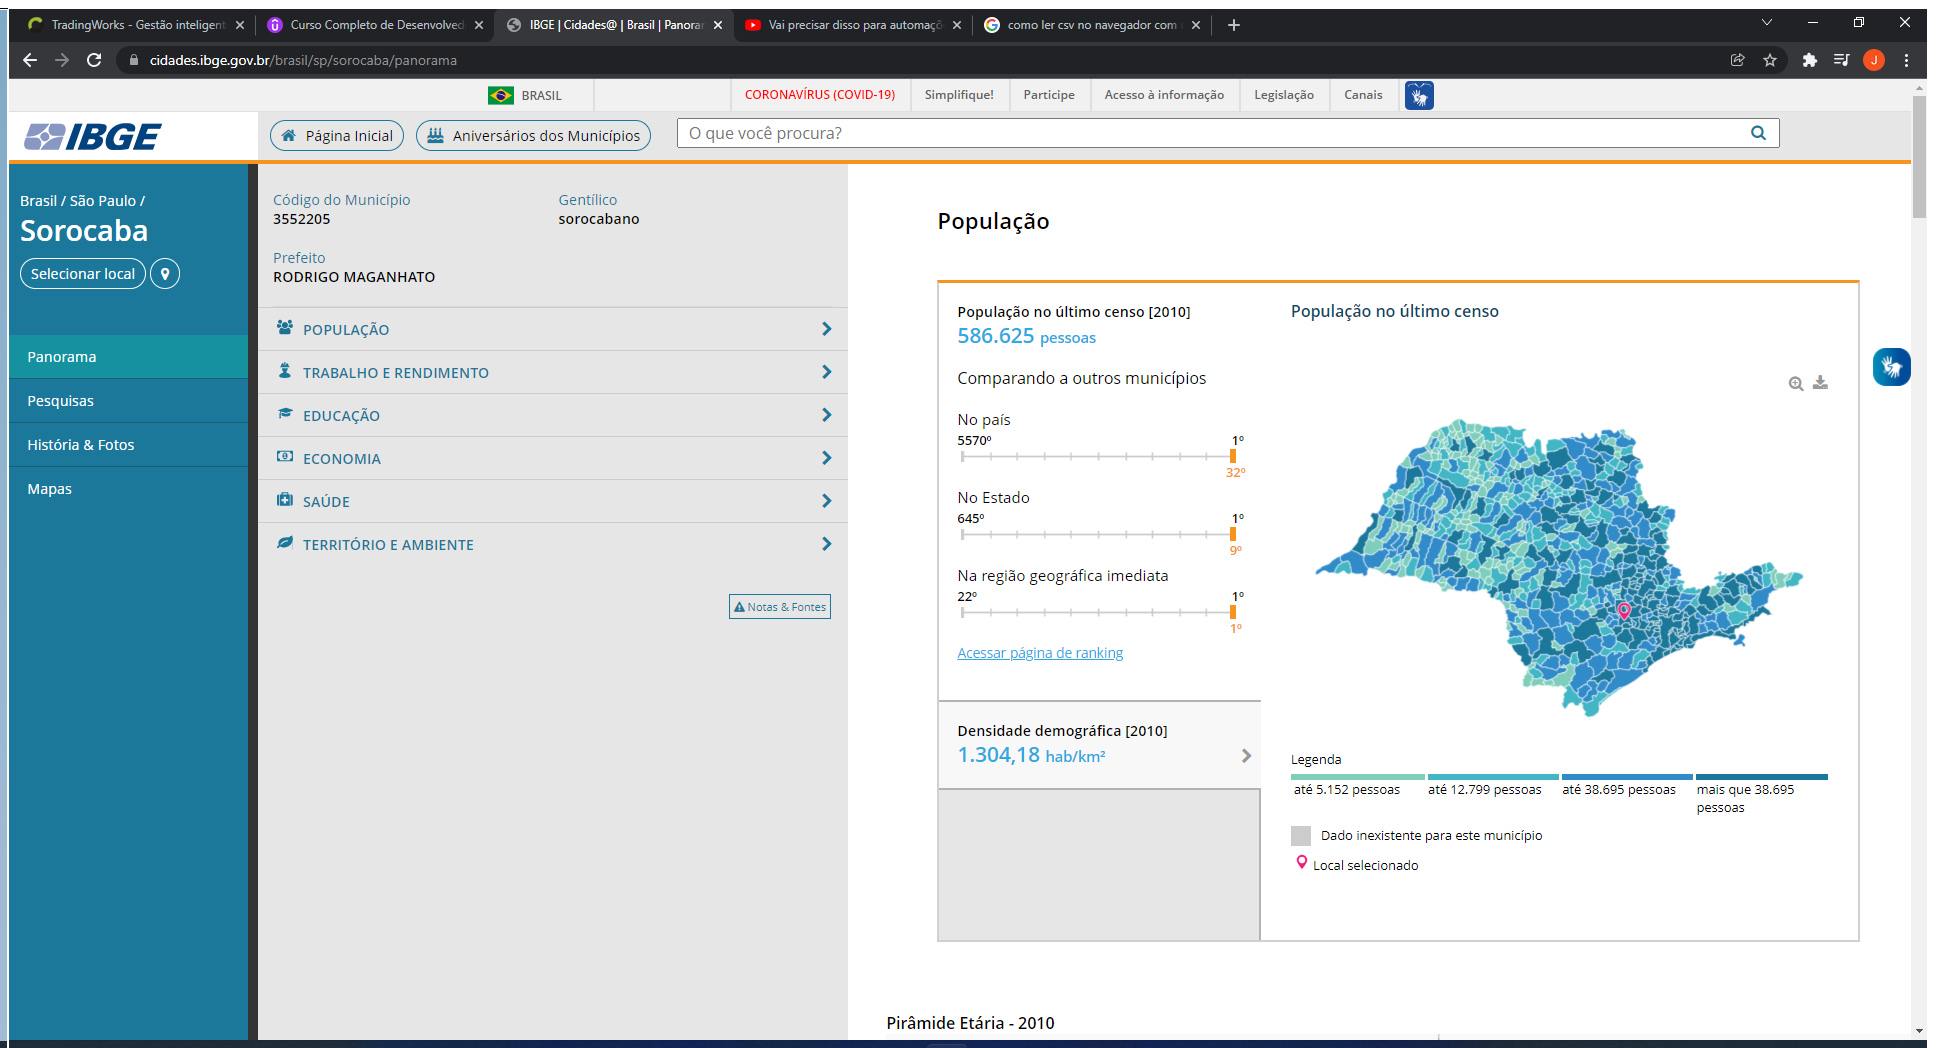 TradingWorks - Gestão inteligent
Curso Completo de Desenvolved
IBGE | Cidades@ | Brasil | Panorar
Vai precisar disso para automaçõ
como ler csv no navegador com
cidades.ibge.gov.br/brasil/sp/sorocaba/panorama
J
BRASIL
CORONAVÍRUS (COVID-19)
Simplifique!
Participe
Acesso à informação
Legislação
Canais
IBGE
Página Inicial
Aniversários dos Municípios
O que você procura?
Brasil / São Paulo /
Sorocaba
Selecionar local
Panorama
Pesquisas
História & Fotos
Mapas
Código do Município
3552205
Gentílico
sorocabano
Prefeito
RODRIGO MAGANHATO
POPULAÇÃO
TRABALHO E RENDIMENTO
EDUCAÇÃO
ECONOMIA
SAÚDE
TERRITÓRIO E AMBIENTE
Notas & Fontes
População
População no último censo [2010]
586.625 pessoas
Comparando a outros municípios
No país
5570º 1º
32º
No Estado
645º 1º
9º
Na região geográfica imediata
22º 1º
1º
Acessar página de ranking
Densidade demográfica [2010]
1.304,18 hab/km²
População no último censo
Legenda
até 5.152 pessoas
até 12.799 pessoas
até 38.695 pessoas
mais que 38.695
pessoas
Dado inexistente para este município
Local selecionado
Pirâmide Etária - 2010